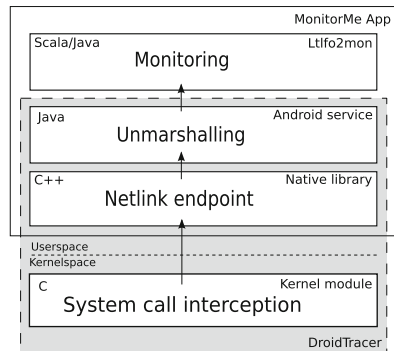 MonitorMe App
Scala/Java
Ltlfo2mon
Monitoring
Java
Android service
Unmarshalling
C++
Native library
Netlink endpoint
Userspace
Kernelspace
C
Kernel module
System call interception
DroidTracer